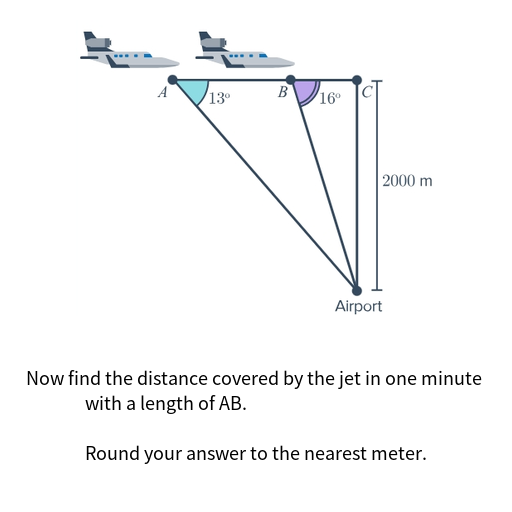 A 13° B 16° C
2000 m
Airport
Now find the distance covered by the jet in one minute
with a length of AB.
Round your answer to the nearest meter.